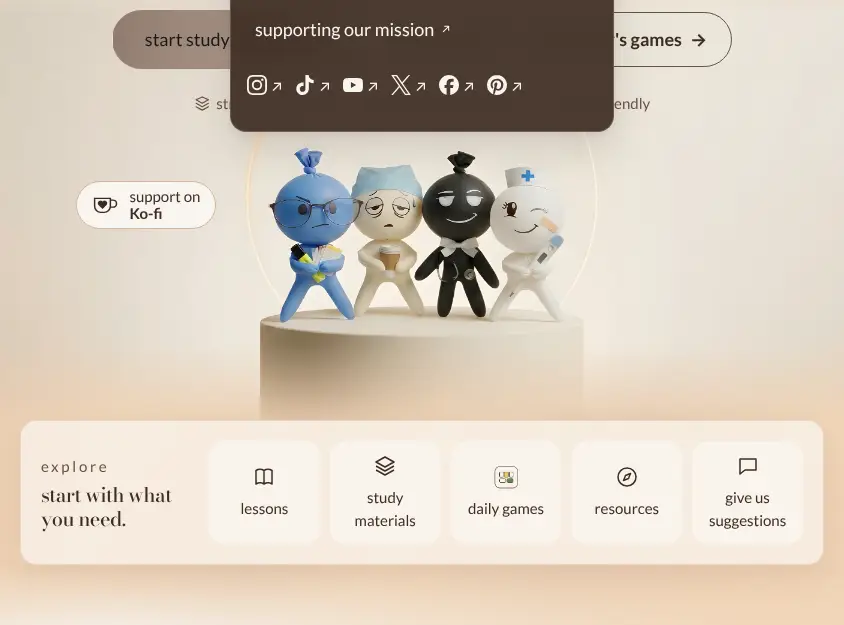 supporting our mission ↗
start study
's games →
st
endly
support on
Ko-fi
explore
start with what
you need.
lessons
study
materials
daily games
resources
give us
suggestions